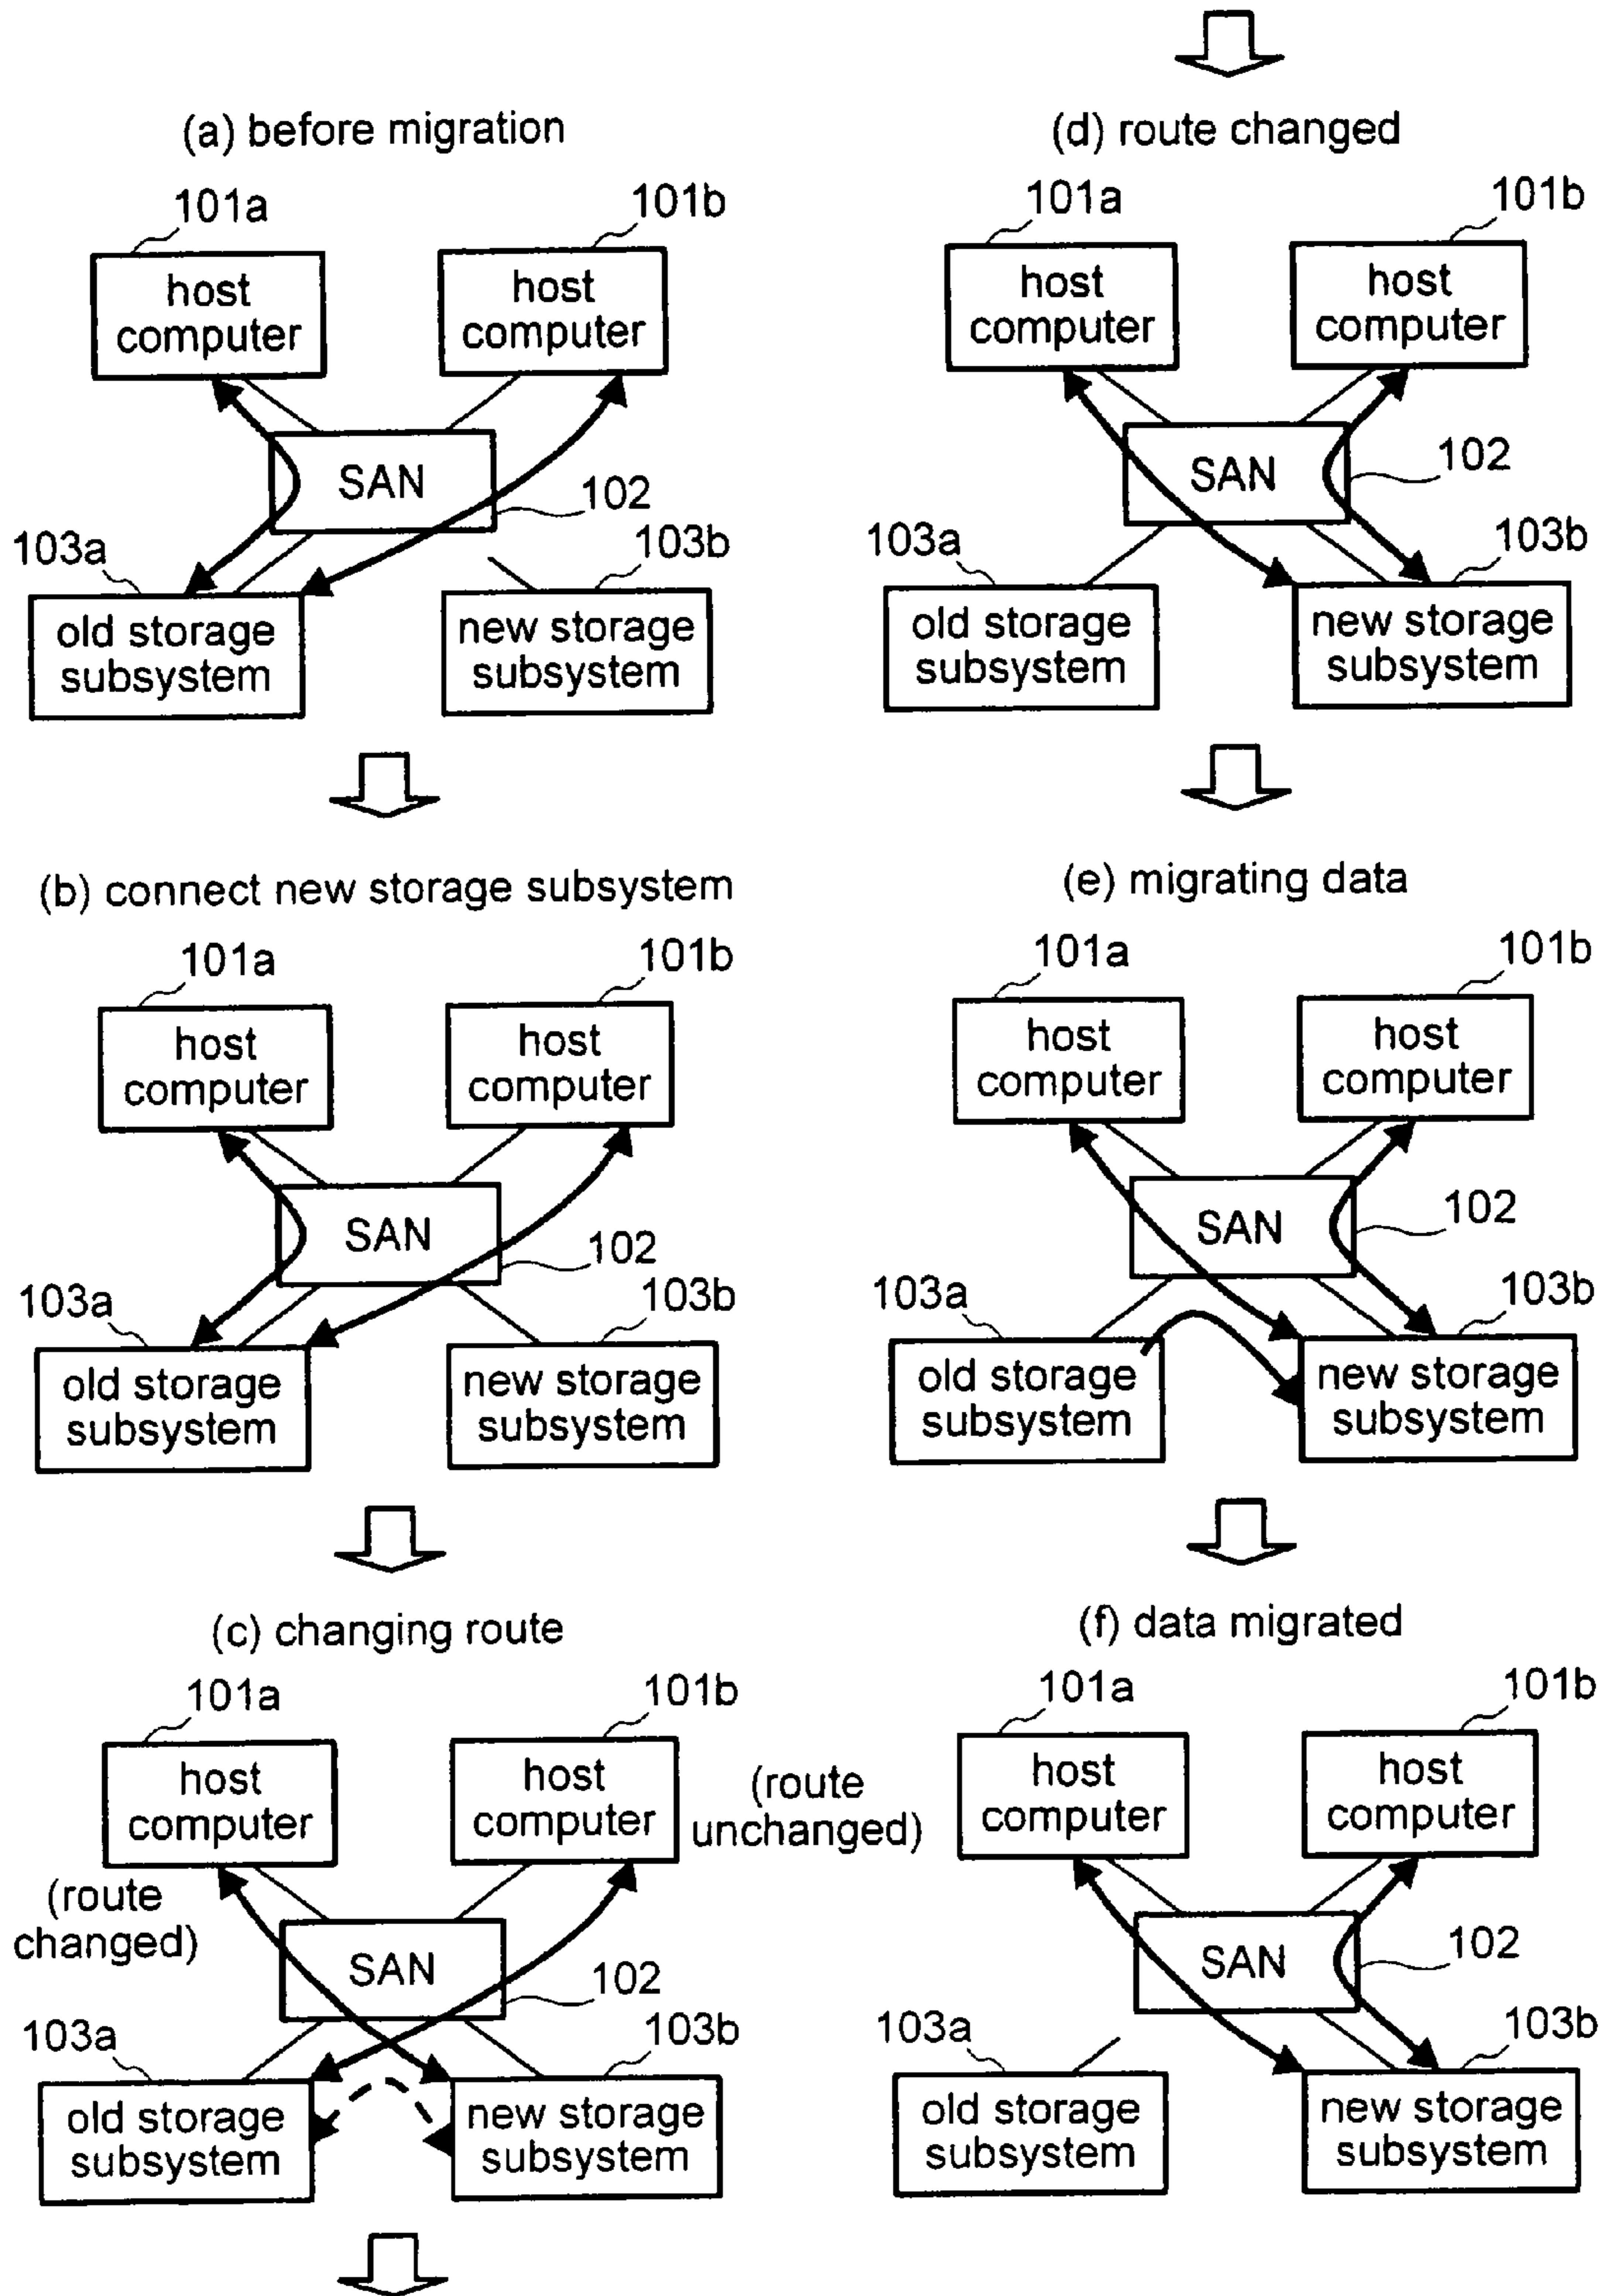 (a) before migration
101a
101b
host
computer
host
computer
SAN
102
103a
103b
old storage
subsystem
new storage
subsystem
(b) connect new storage subsystem
101a
101b
host
computer
host
computer
SAN
102
103a
103b
old storage
subsystem
new storage
subsystem
(c) changing route
101a
101b
host
computer
host
computer
(route
unchanged)
(route
changed)
SAN
102
103a
103b
old storage
subsystem
new storage
subsystem
(d) route changed
101a
101b
host
computer
host
computer
SAN
102
103a
103b
old storage
subsystem
new storage
subsystem
(e) migrating data
101a
101b
host
computer
host
computer
SAN
102
103a
103b
old storage
subsystem
new storage
subsystem
(f) data migrated
101a
101b
host
computer
host
computer
SAN
102
103a
103b
old storage
subsystem
new storage
subsystem